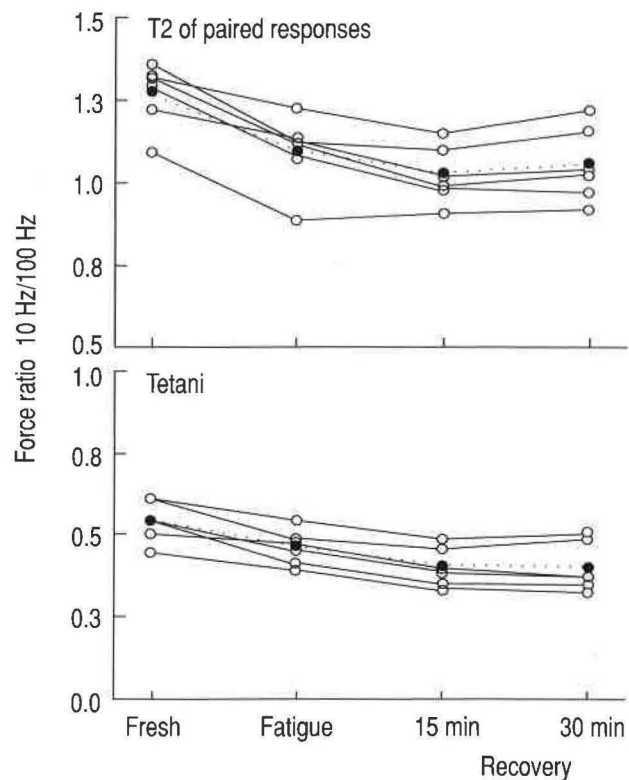 T2 of paired responses
1.5
1.3
1.0
0.8
0.5
Force ratio 10 Hz/100 Hz
Tetani
1.0
0.8
0.5
0.3
0.0
Fresh Fatigue 15 min 30 min
Recovery